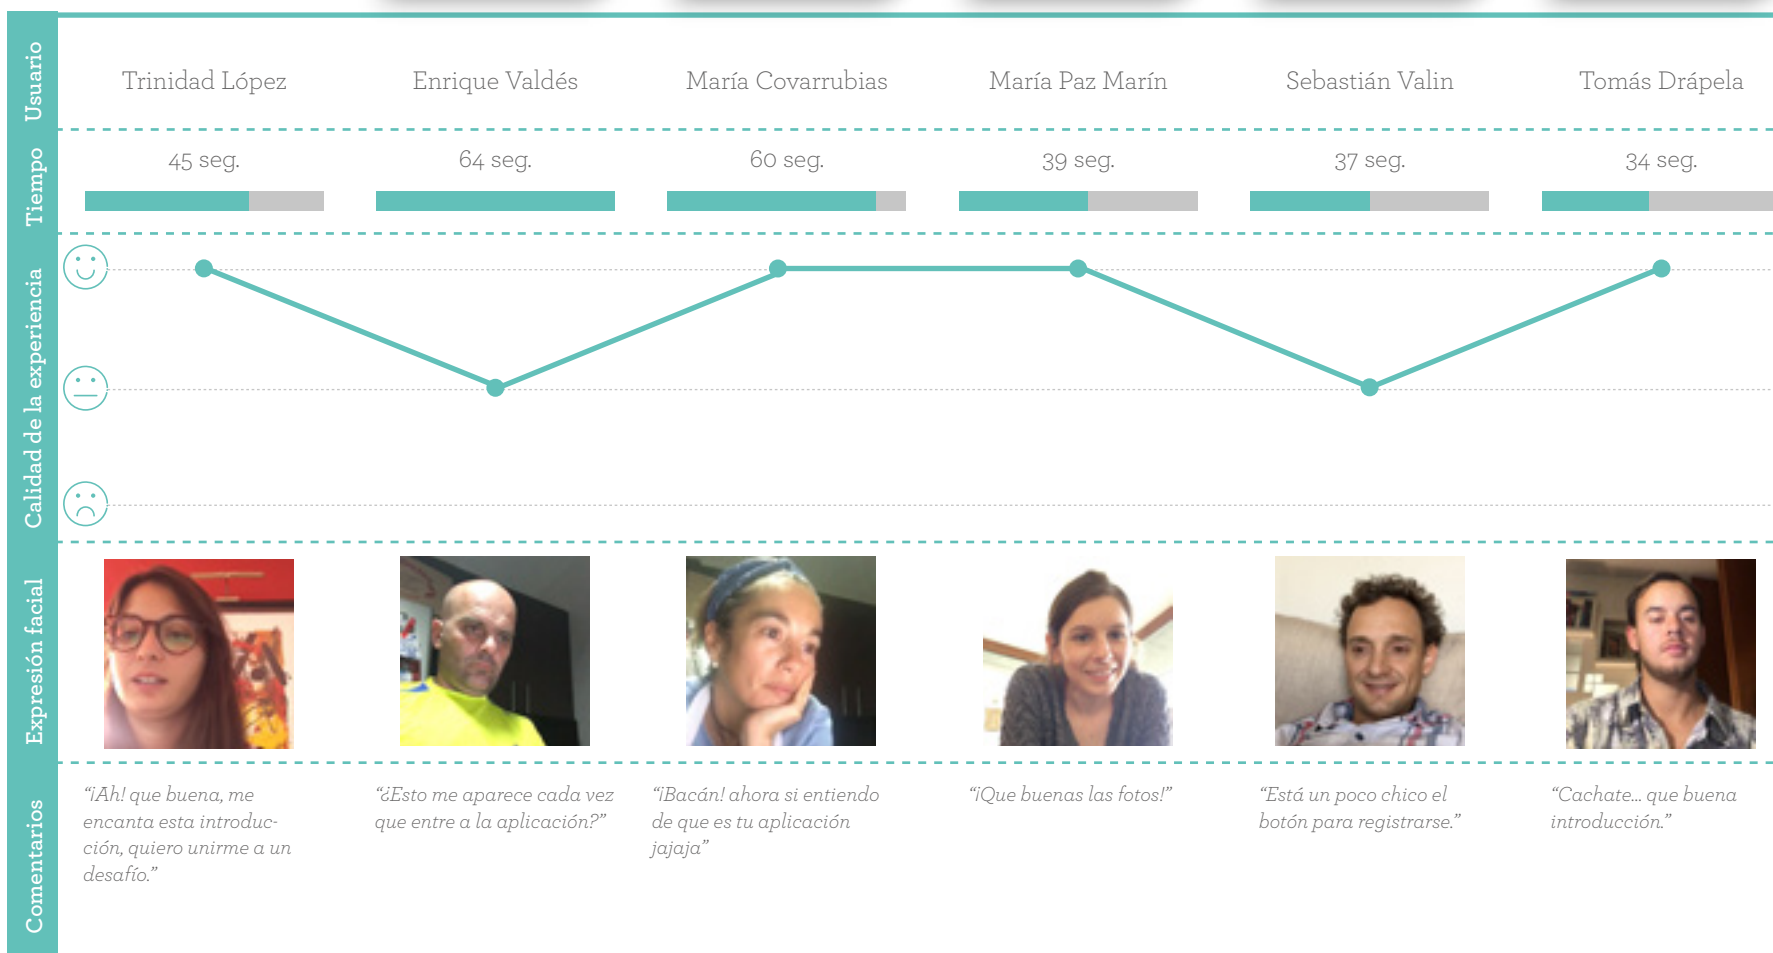 Usuario
Trinidad López
Enrique Valdés
María Covarrubias
María Paz Marín
Sebastián Valin
Tomás Drápela
Tiempo
45 seg.
64 seg.
60 seg.
39 seg.
37 seg.
34 seg.
Calidad de la experiencia
Expresión facial
Comentarios
“¡Ah! que buena, me
encanta esta introduc-
ción, quiero unirme a un
desafío.”
“¿Esto me aparece cada vez
que entre a la aplicación?”
“¡Bacán! ahora si entiendo
de que es tu aplicación
jajaja”
“¡Que buenas las fotos!”
“Está un poco chico el
botón para registrarse.”
“Cachate... que buena
introducción.”